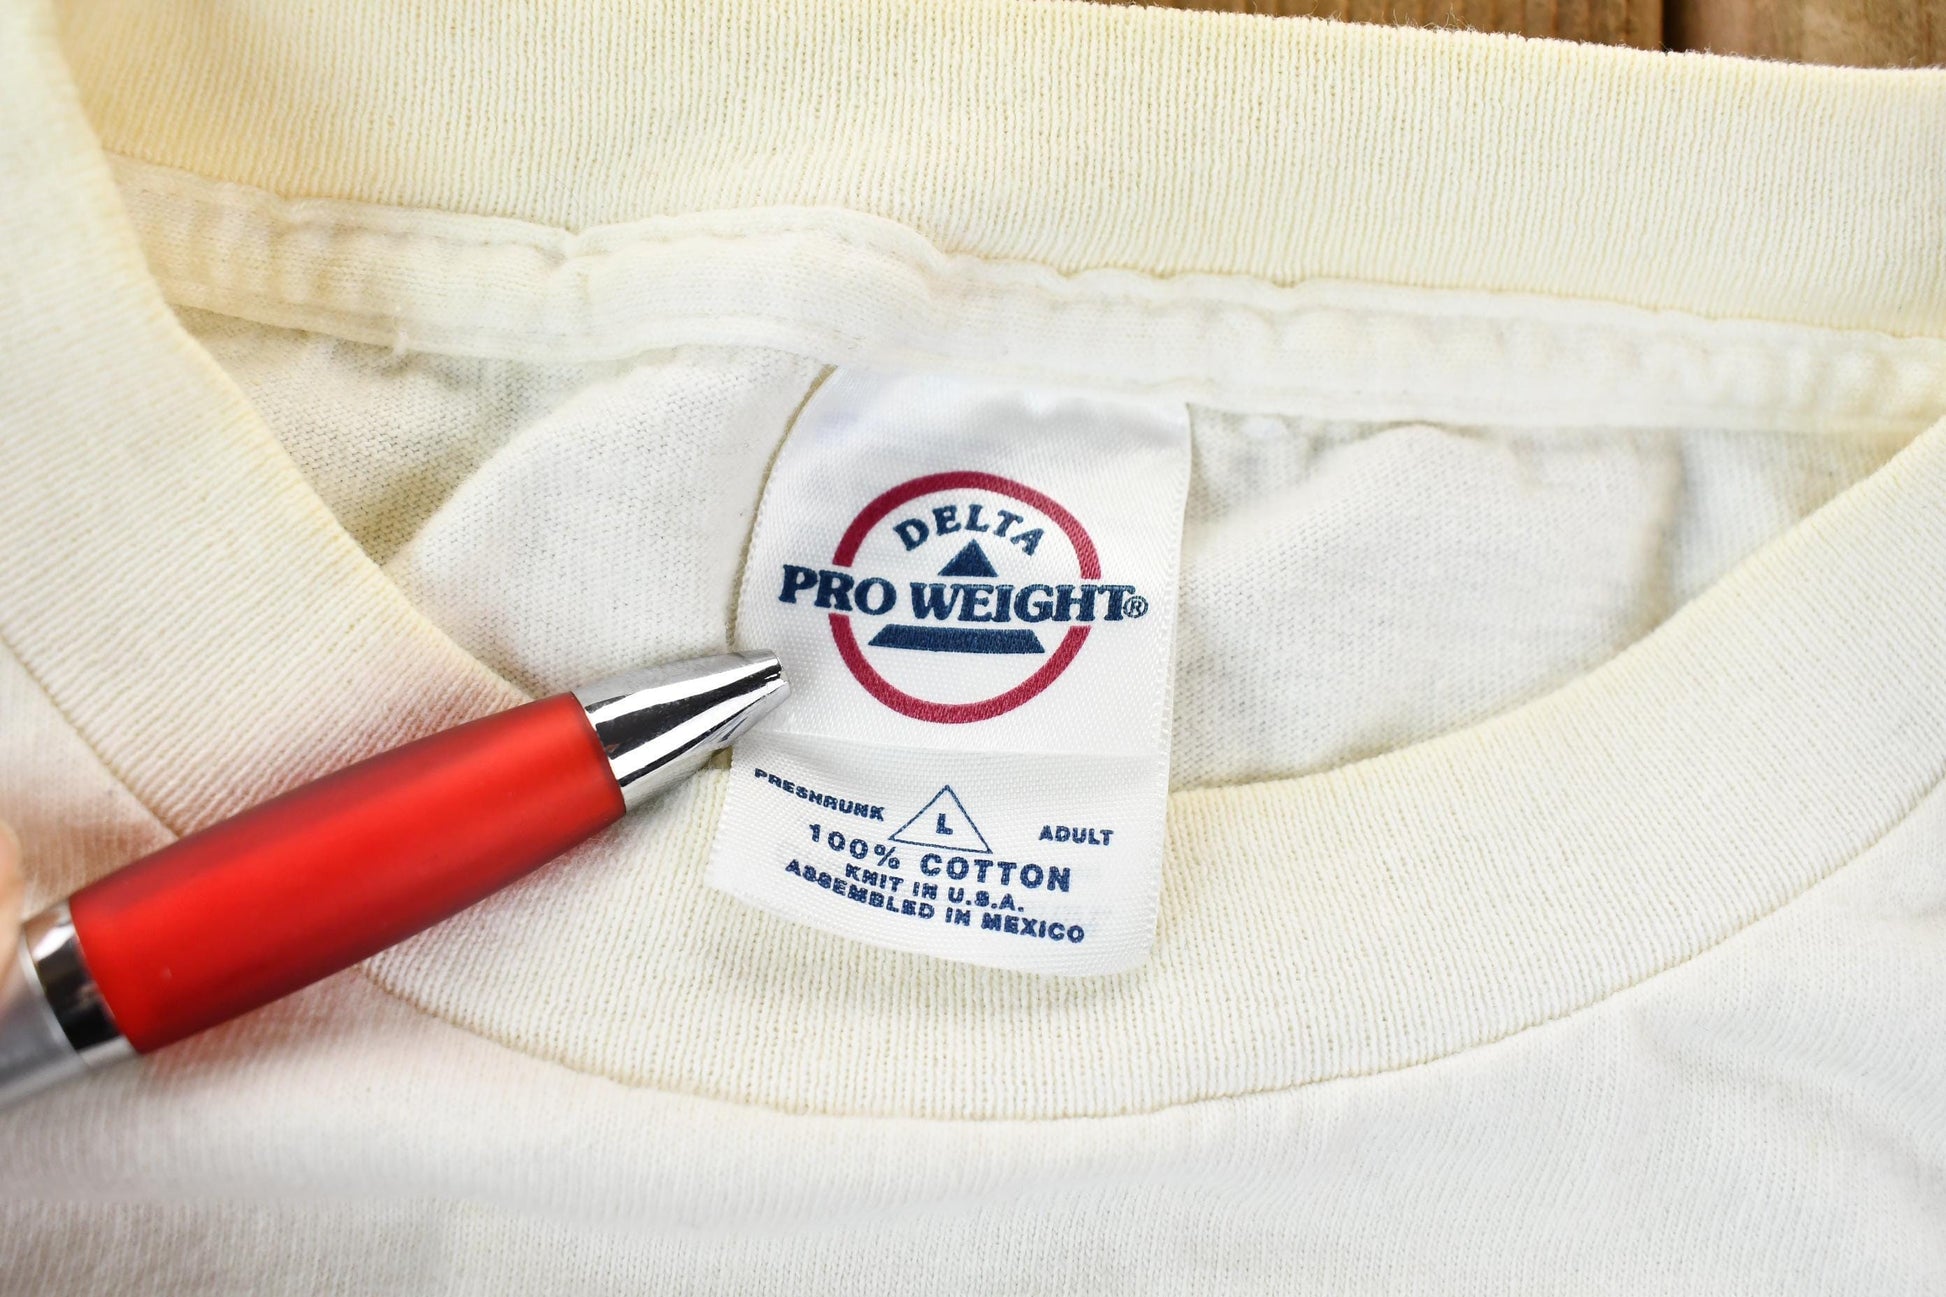 DELTA
PRO WEIGHT®
PRESHRUNK L ADULT
100% COTTON
KNIT IN U.S.A.
ASSEMBLED IN MEXICO